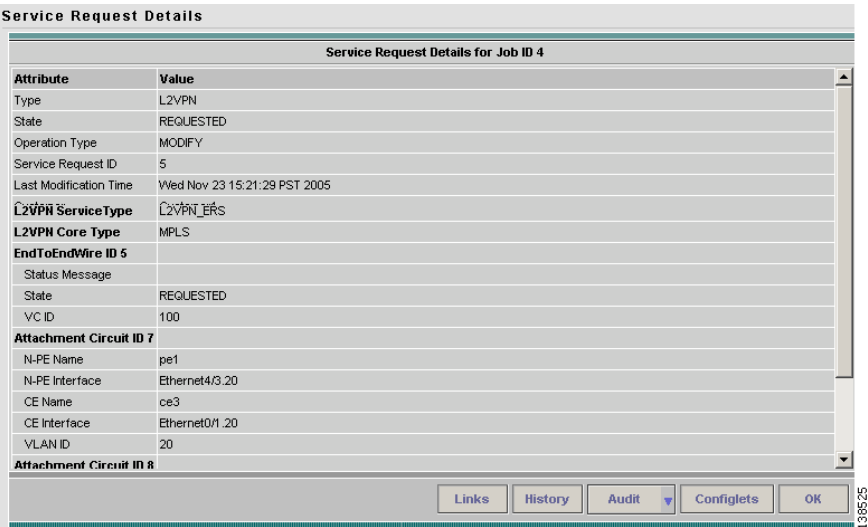 Service Request Details
Service Request Details for Job ID 4
Attribute Value
Type L2VPN
State REQUESTED
Operation Type MODIFY
Service Request ID 5
Last Modification Time Wed Nov 23 15:21:29 PST 2005
L2VPN ServiceType L2VPN_ERS
L2VPN Core Type MPLS
EndToEndWire ID 5
Status Message
State REQUESTED
VC ID 100
Attachment Circuit ID 7
N-PE Name pe1
N-PE Interface Ethernet4/3.20
CE Name ce3
CE Interface Ethernet0/1.20
VLAN ID 20
Attachment Circuit ID 8
Links History Audit Configlets OK
138525